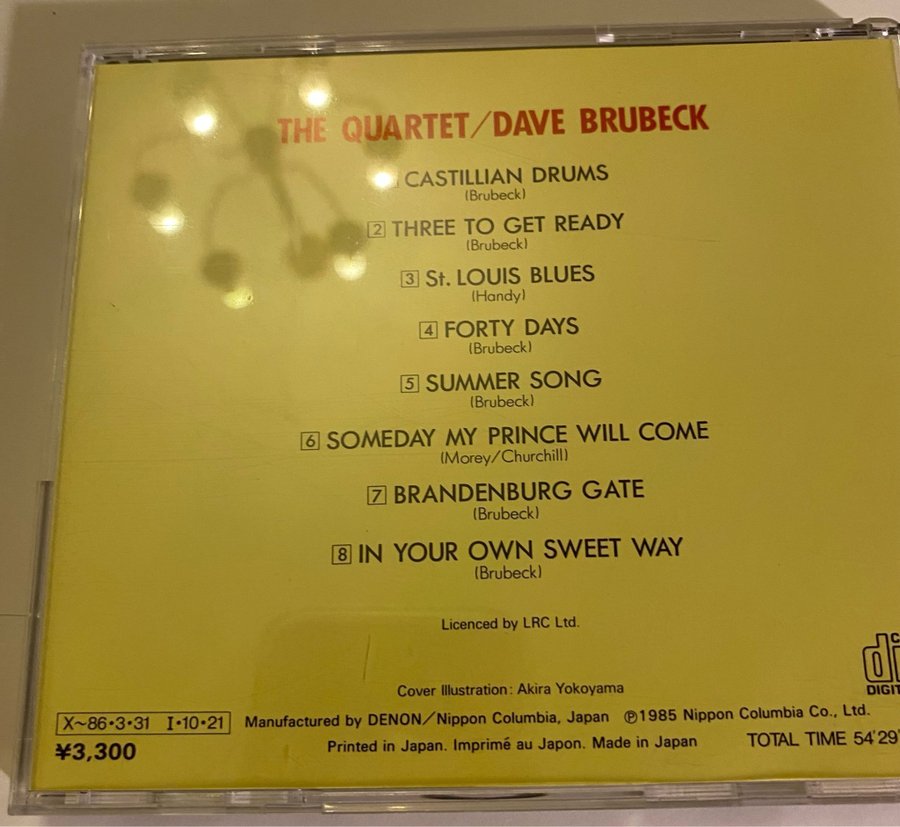 THE QUARTET/DAVE BRUBECK
CASTILLIAN DRUMS
(Brubeck)
2 THREE TO GET READY
(Brubeck)
3 St. LOUIS BLUES
(Handy)
4 FORTY DAYS
(Brubeck)
5 SUMMER SONG
(Brubeck)
6 SOMEDAY MY PRINCE WILL COME
(Morey/Churchill)
7 BRANDENBURG GATE
(Brubeck)
8 IN YOUR OWN SWEET WAY
(Brubeck)
Licenced by LRC Ltd.
Cover Illustration: Akira Yokoyama
X~86・3・31 I・10・21
¥3,300
Manufactured by DENON/Nippon Columbia, Japan ℗1985 Nippon Columbia Co., Ltd.
Printed in Japan. Imprimé au Japon. Made in Japan
TOTAL TIME 54'29